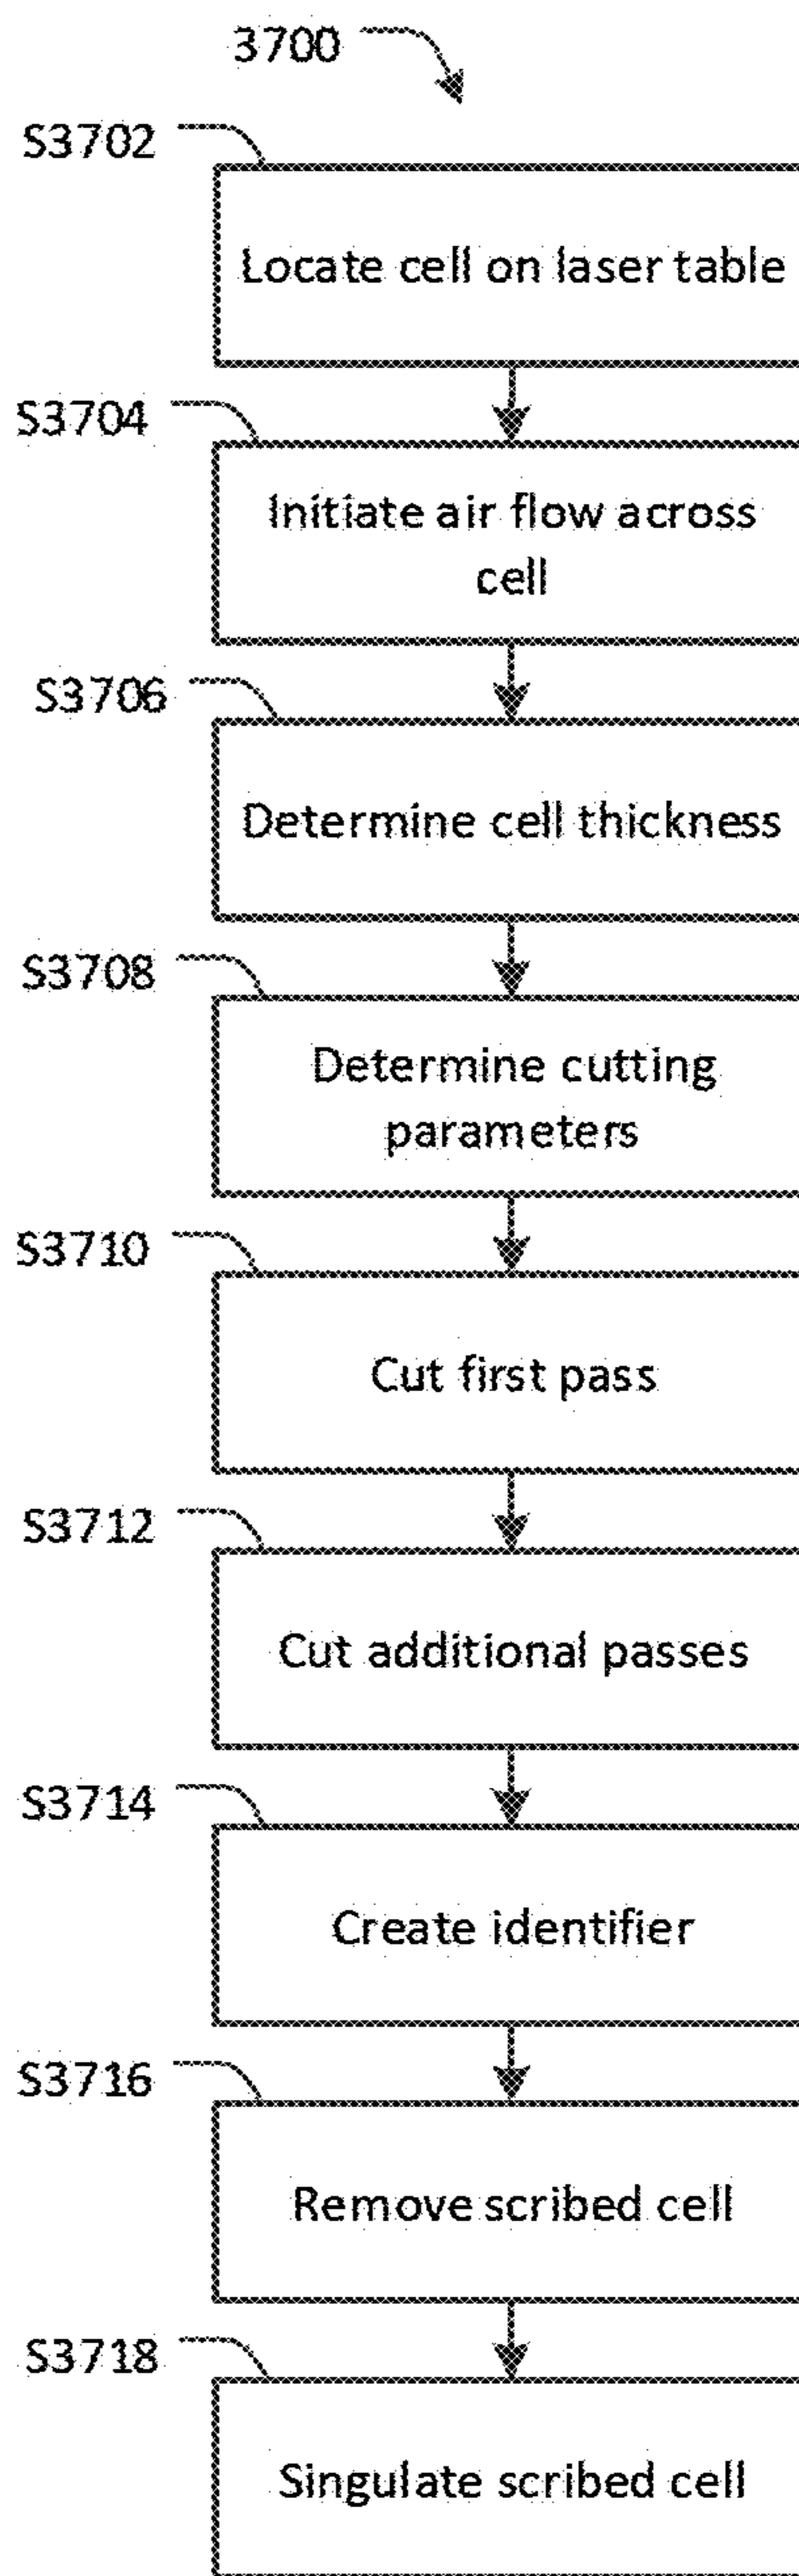 3700
S3702
Locate cell on laser table
S3704
Initiate air flow across
cell
S3706
Determine cell thickness
S3708
Determine cutting
parameters
S3710
Cut first pass
S3712
Cut additional passes
S3714
Create identifier
S3716
Remove scribed cell
S3718
Singulate scribed cell